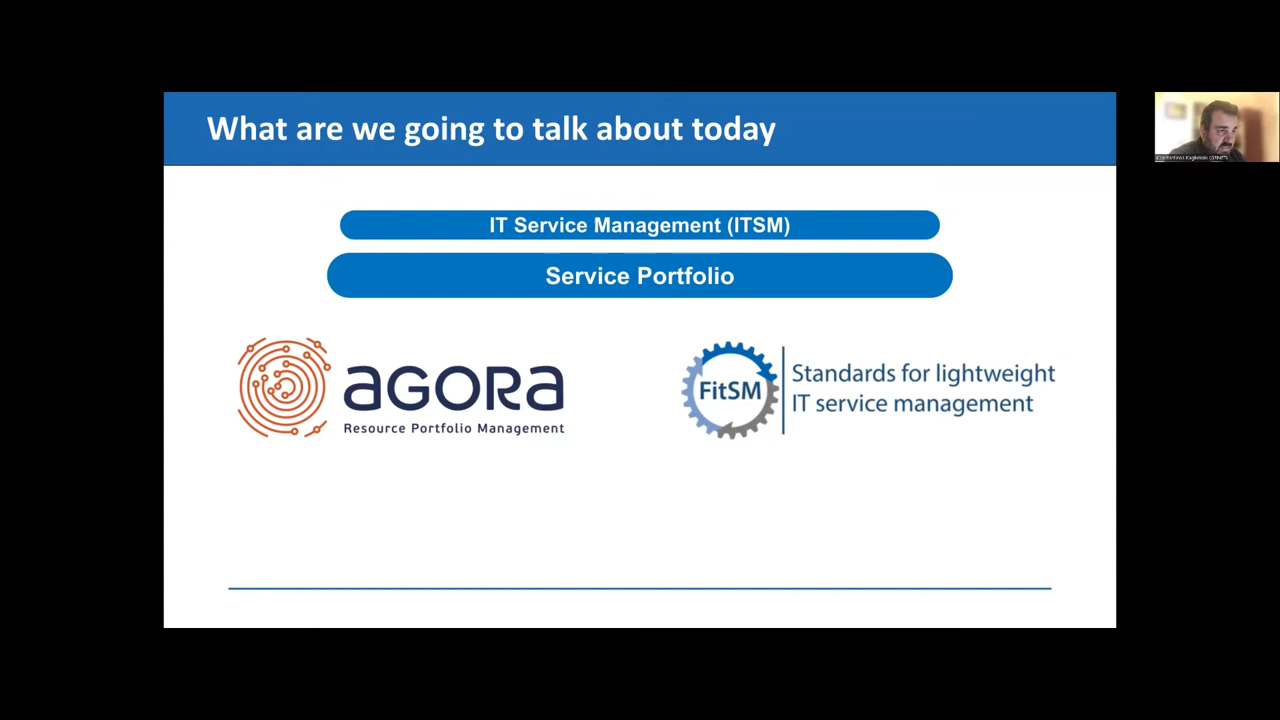 What are we going to talk about today
IT Service Management (ITSM)
Service Portfolio
aGORa
Resource Portfolio Management
FitSM
Standards for lightweight
IT service management